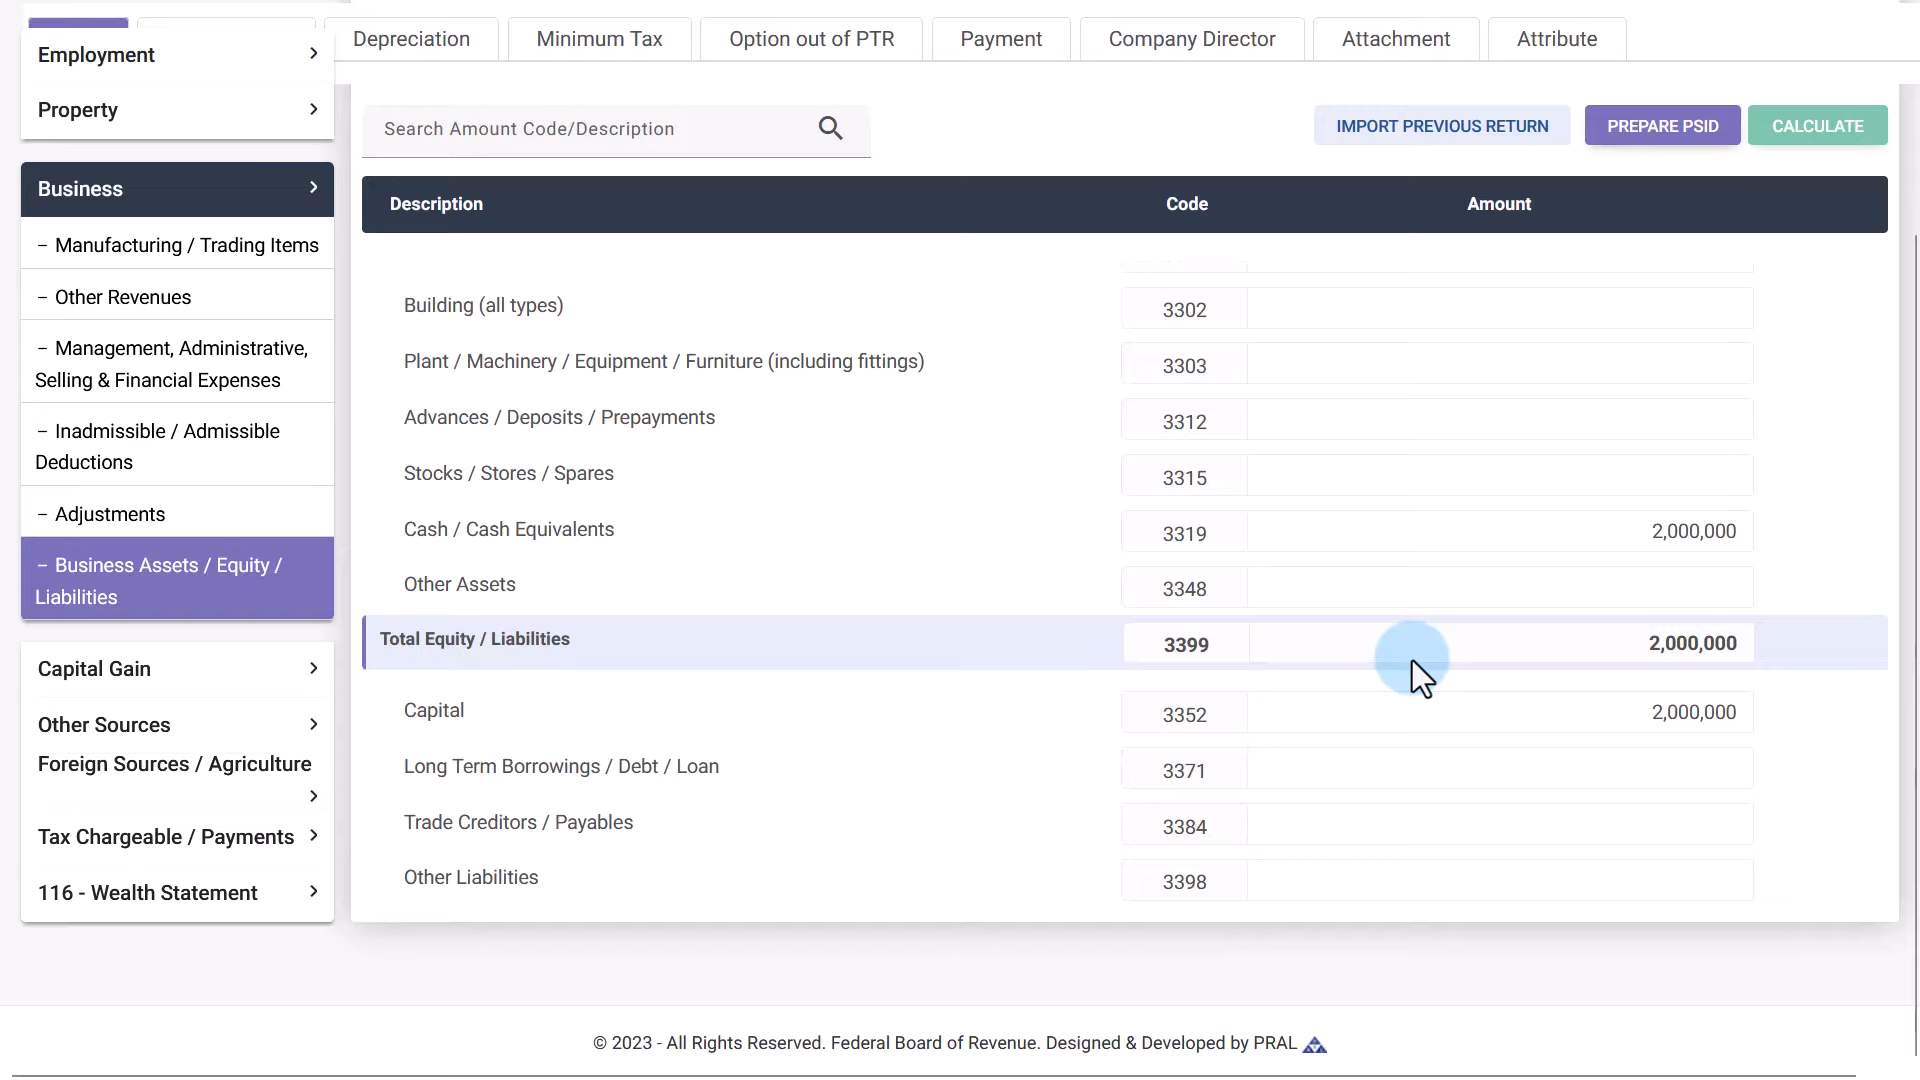 Depreciation
Minimum Tax
Option out of PTR
Payment
Company Director
Attachment
Attribute
Employment
Property
Search Amount Code/Description
IMPORT PREVIOUS RETURN
PREPARE PSID
CALCULATE
Business
– Manufacturing / Trading Items
– Other Revenues
– Management, Administrative,
Selling & Financial Expenses
– Inadmissible / Admissible
Deductions
– Adjustments
– Business Assets / Equity /
Liabilities
Capital Gain
Other Sources
Foreign Sources / Agriculture
Tax Chargeable / Payments
116 - Wealth Statement
Description Code Amount
Building (all types) 3302
Plant / Machinery / Equipment / Furniture (including fittings) 3303
Advances / Deposits / Prepayments 3312
Stocks / Stores / Spares 3315
Cash / Cash Equivalents 3319 2,000,000
Other Assets 3348
Total Equity / Liabilities 3399 2,000,000
Capital 3352 2,000,000
Long Term Borrowings / Debt / Loan 3371
Trade Creditors / Payables 3384
Other Liabilities 3398
© 2023 - All Rights Reserved. Federal Board of Revenue. Designed & Developed by PRAL